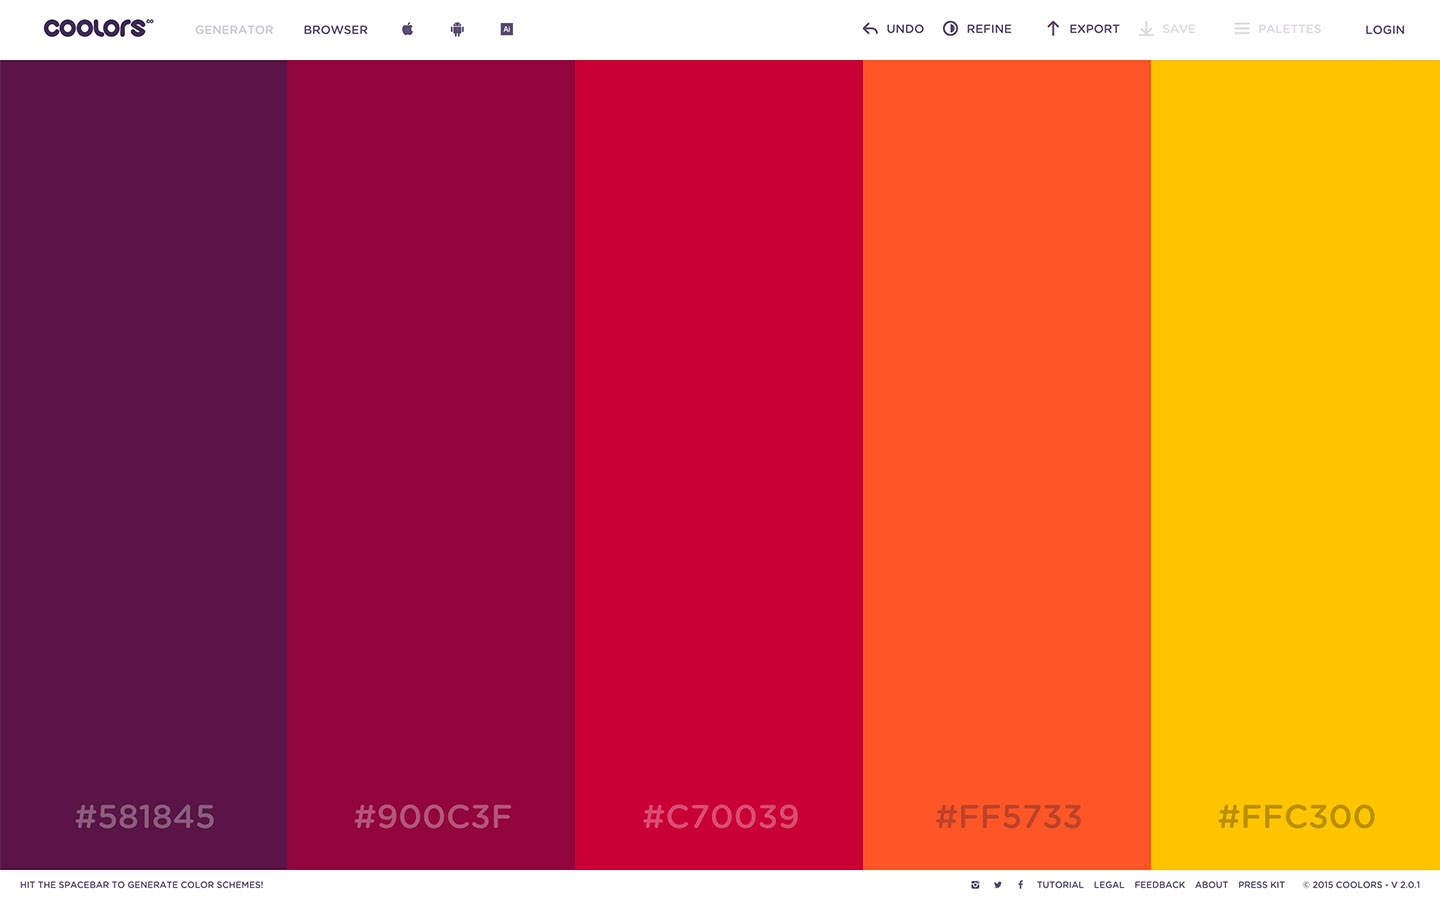 coolors.co
GENERATOR BROWSER Ai UNDO REFINE EXPORT SAVE PALETTES LOGIN
#581845 #900C3F #C70039 #FF5733 #FFC300
HIT THE SPACEBAR TO GENERATE COLOR SCHEMES! TUTORIAL LEGAL FEEDBACK ABOUT PRESS KIT © 2015 COOLORS - V 2.0.1